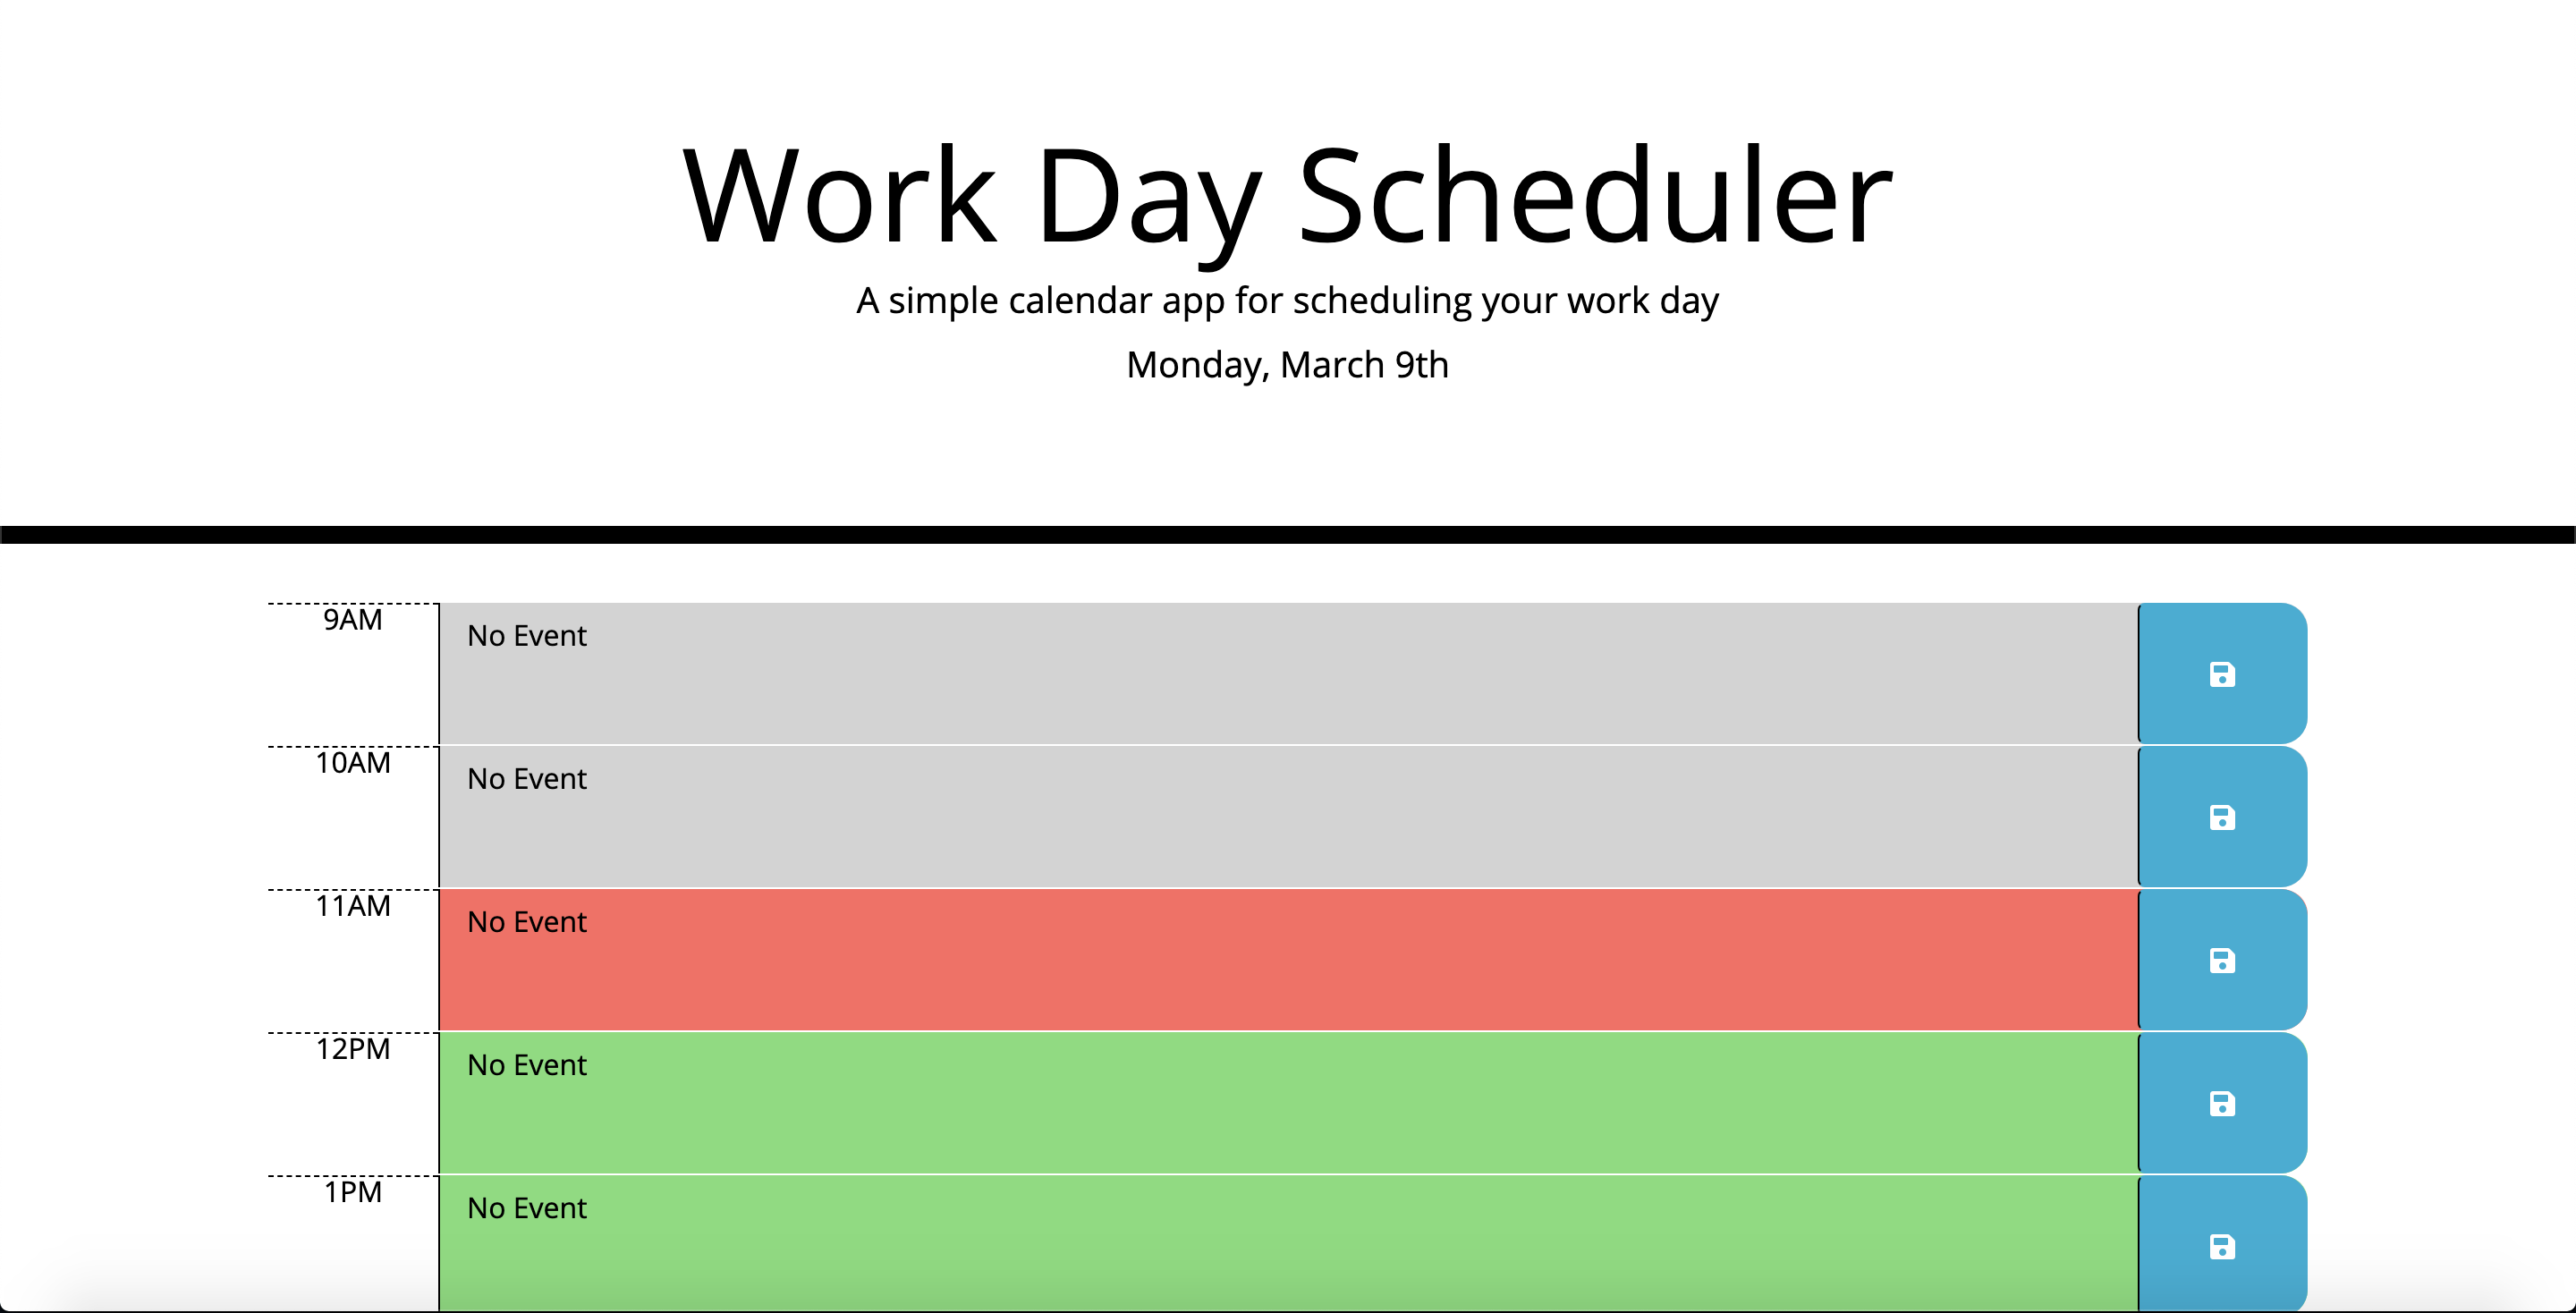 Work Day Scheduler
A simple calendar app for scheduling your work day
Monday, March 9th
9AM
No Event
10AM
No Event
11AM
No Event
12PM
No Event
1PM
No Event